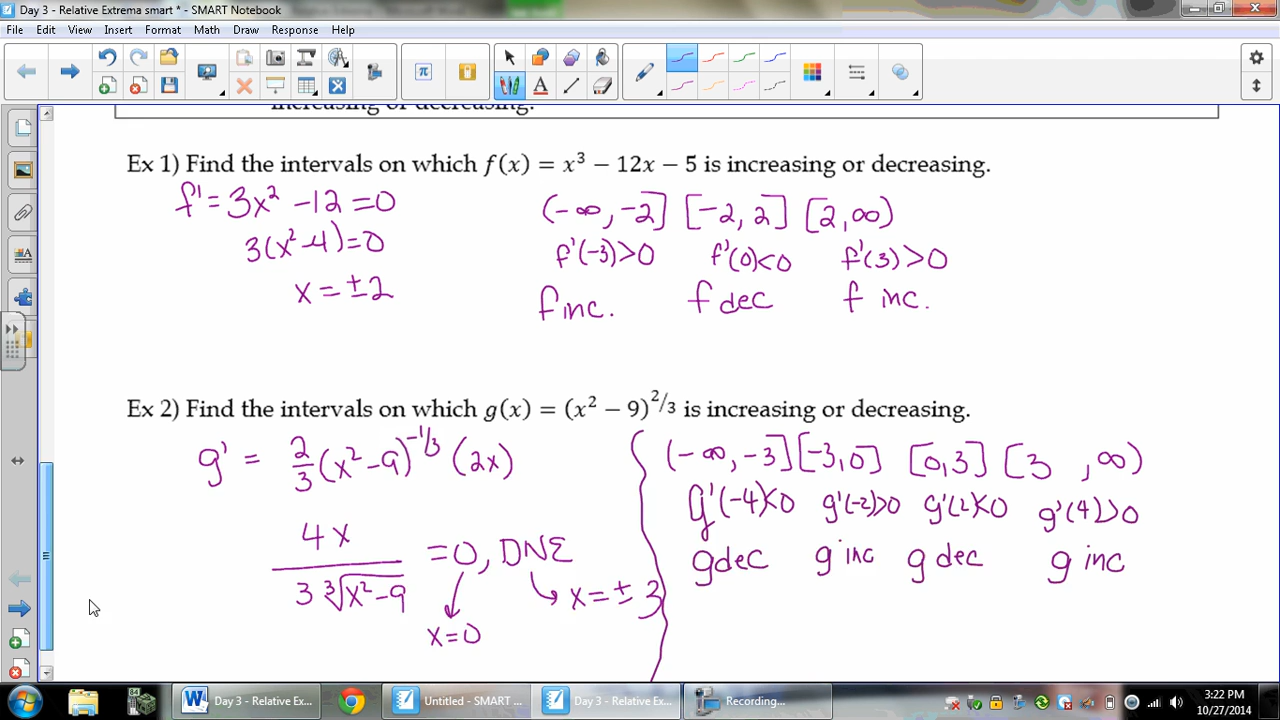 Day 3 - Relative Extrema smart * - SMART Notebook
File Edit View Insert Format Math Draw Response Help
increasing or decreasing.
Ex 1) Find the intervals on which f(x) = x³ − 12x − 5 is increasing or decreasing.
f' = 3x² -12 = 0
3(x²-4)=0
x = ±2
(-∞, -2] [-2, 2] [2, ∞)
f'(-3)>0 f'(0)<0 f'(3)>0
f inc. f dec f inc.
Ex 2) Find the intervals on which g(x) = (x² − 9)^2/3 is increasing or decreasing.
g' = 2/3 (x²-9)^-1/3 (2x)
4x / 3∛x²-9 = 0, DNE
x=0
x = ±3
(-∞, -3] [-3, 0] [0, 3] [3 , ∞)
g'(-4)<0 g'(-2)>0 g'(2)<0 g'(4)>0
g dec g inc g dec g inc
Day 3 - Relative Ex...
Untitled - SMART ...
Day 3 - Relative Ex...
Recording...
3:22 PM
10/27/2014